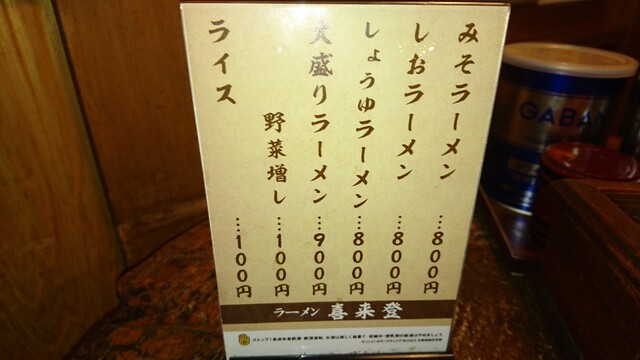 みそラーメン…800円
しおラーメン…800円
しょうゆラーメン…800円
大盛りラーメン…900円
野菜増し…100円
ライス…100円
ラーメン 喜来登
GABAN